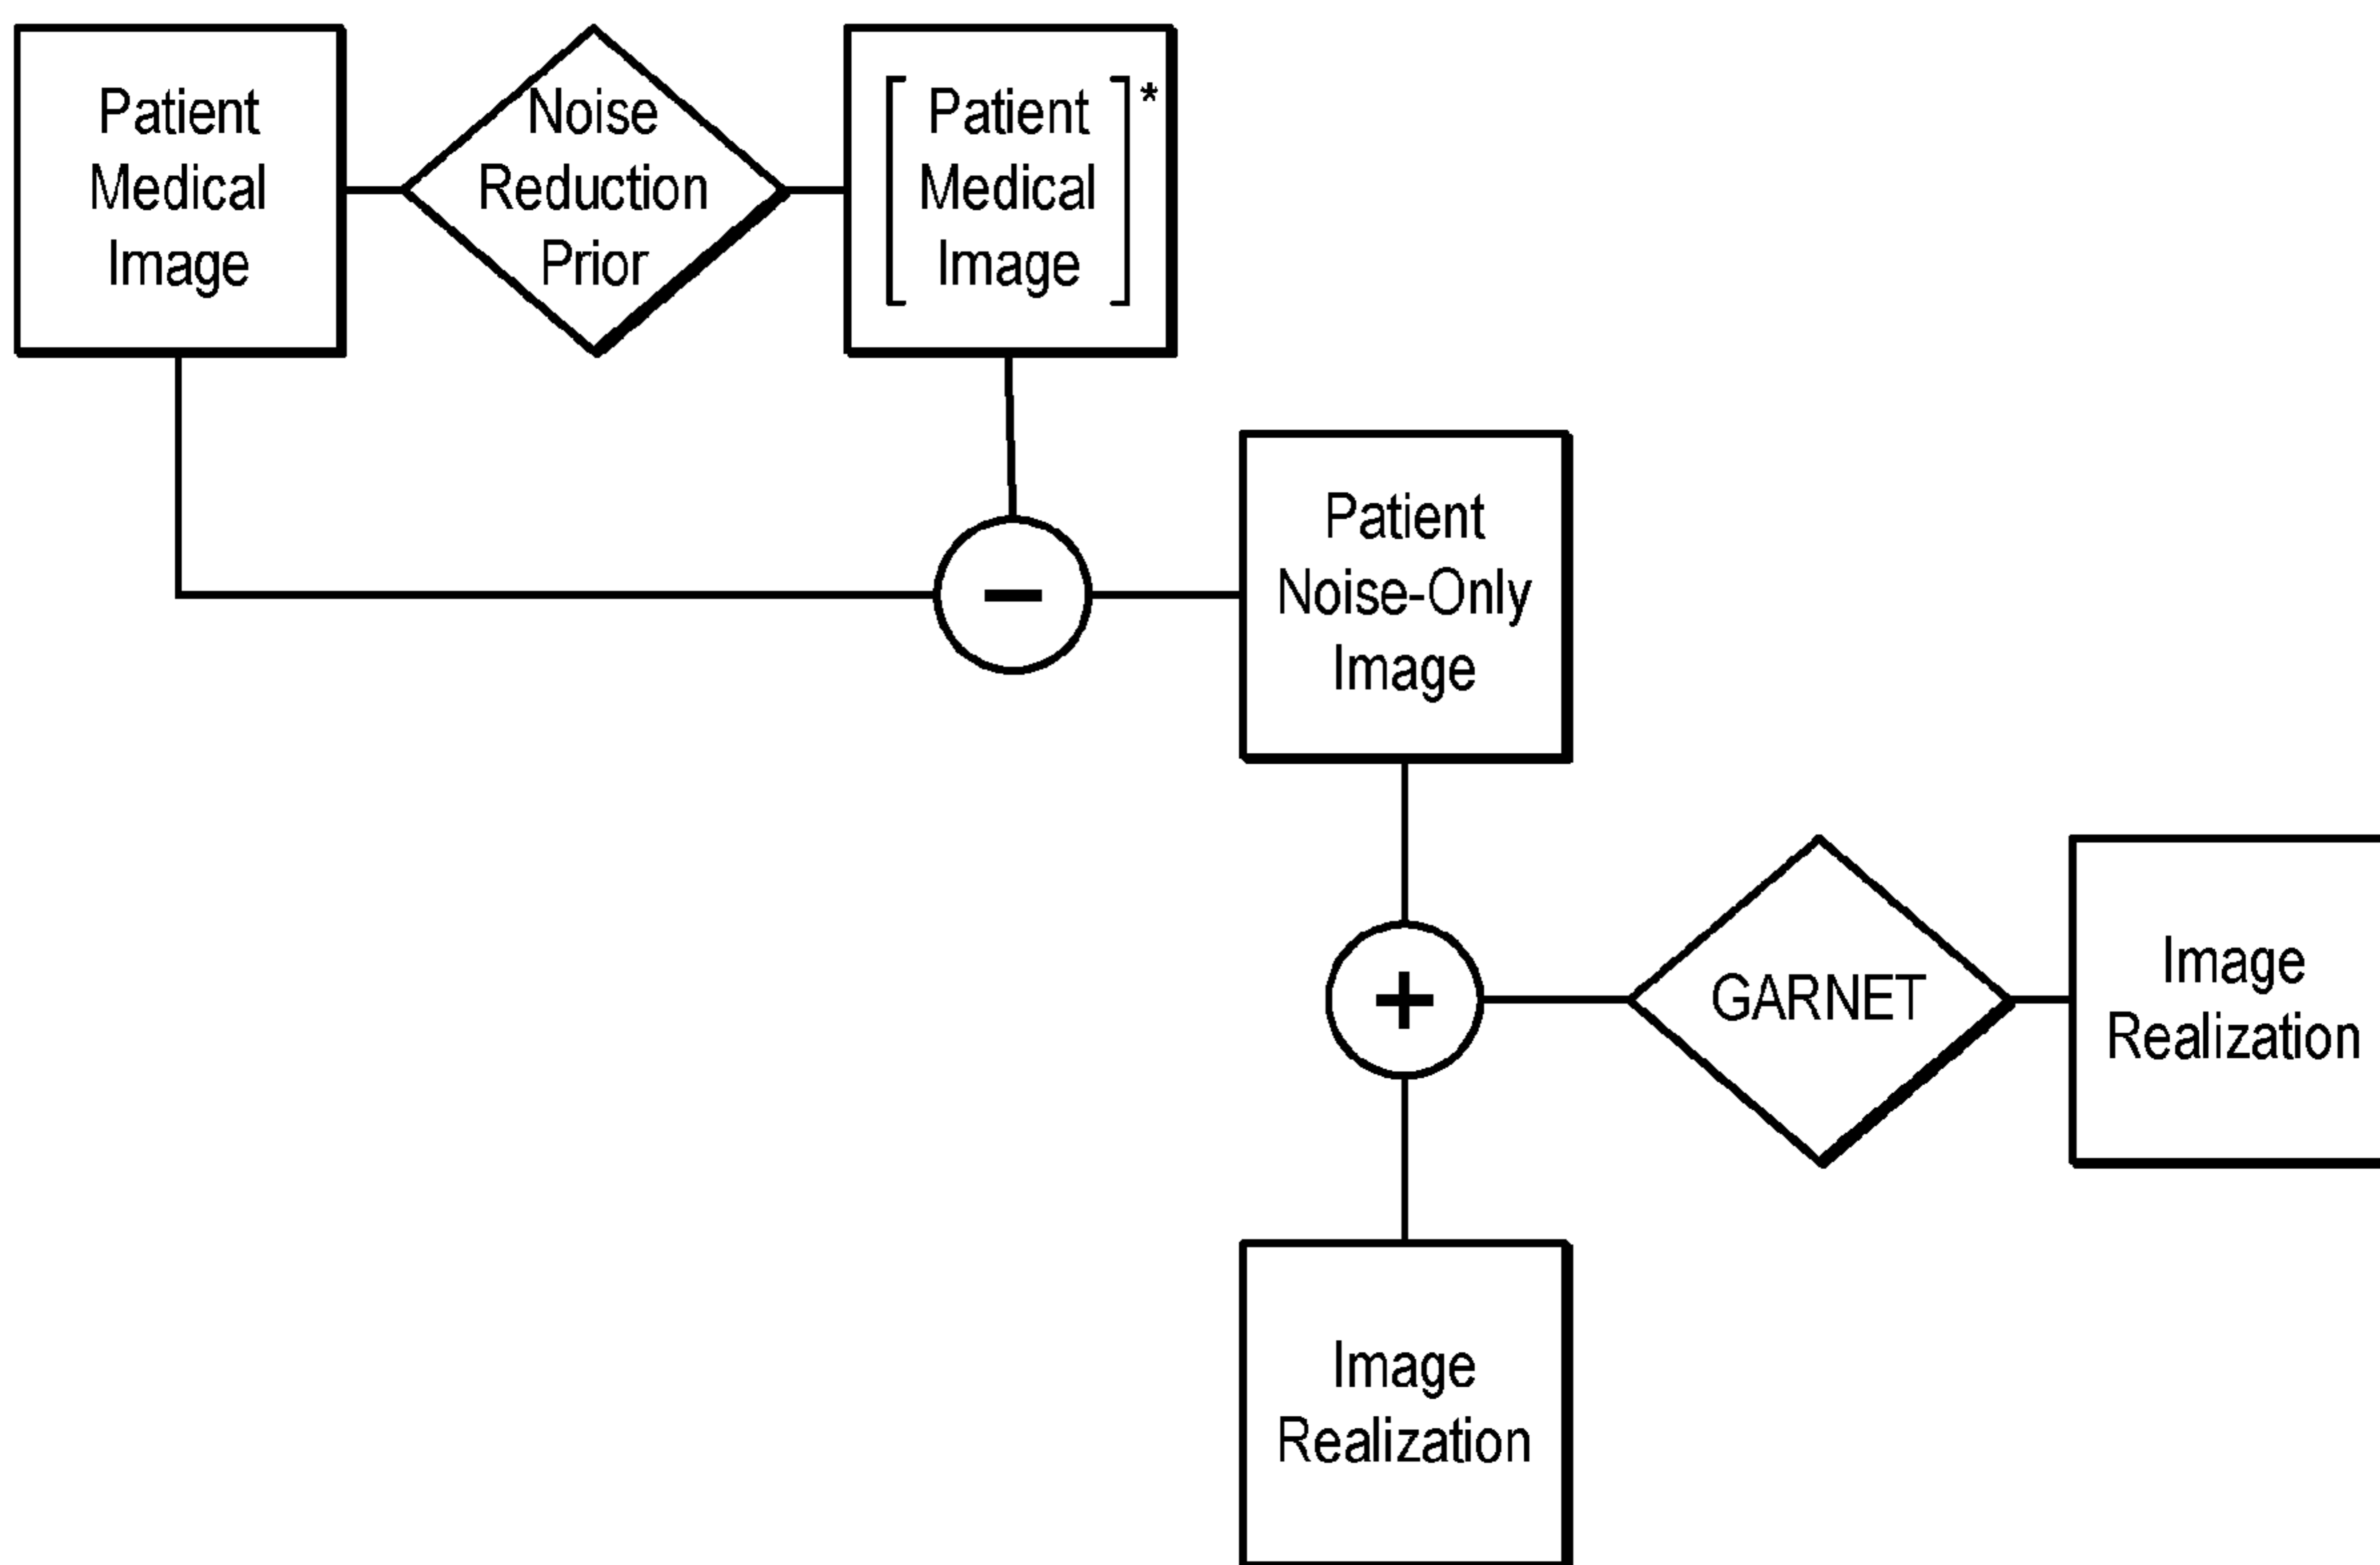 Patient
Medical
Image
Noise
Reduction
Prior
[Patient
Medical
Image]*
−
Patient
Noise-Only
Image
+
GARNET
Image
Realization
Image
Realization